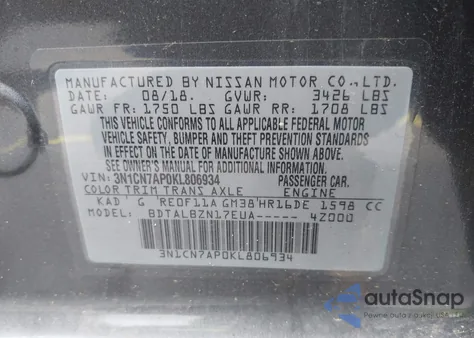 MANUFACTURED BY NISSAN MOTOR CO.,LTD.
DATE: 08/18. GVWR: 3426 LBS
GAWR FR: 1750 LBS GAWR RR: 1708 LBS
THIS VEHICLE CONFORMS TO ALL APPLICABLE FEDERAL MOTOR
VEHICLE SAFETY, BUMPER AND THEFT PREVENTION STANDARDS
IN EFFECT ON THE DATE OF MANUFACTURE SHOWN ABOVE.
SEE OWNER'S MANUAL FOR ADDITIONAL INFORMATION.
VIN: 3N1CN7AP0KL806934 PASSENGER CAR.
COLOR TRIM TRANS AXLE ENGINE
KAD G RE0F11A GM38 HR16DE 1598 CC
MODEL: BDTALBZN17EUA----- 4Z000
3N1CN7AP0KL806934
autoSnap
Pewne auta z